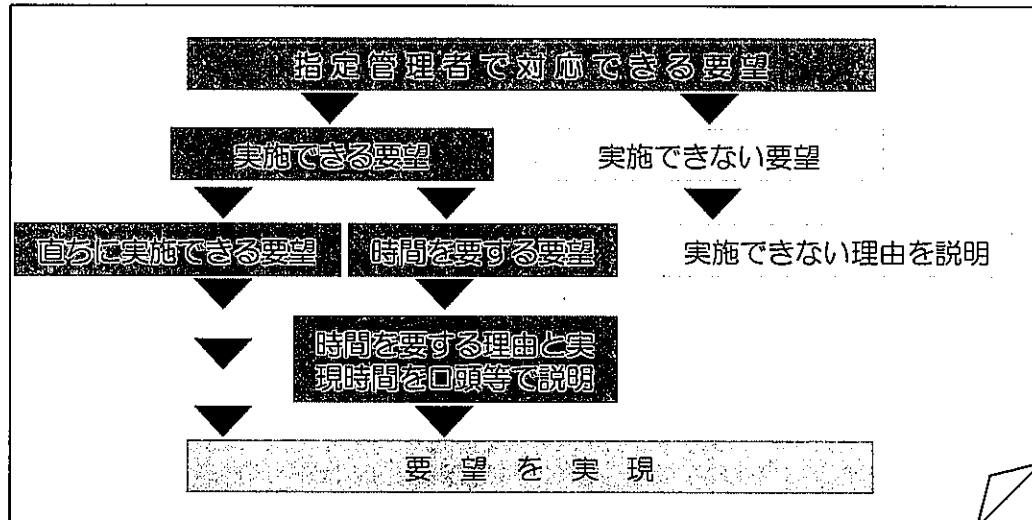 指定管理者で対応できる要望
実施できる要望
実施できない要望
直ちに実施できる要望
時間を要する要望
実施できない理由を説明
時間を要する理由と実
現時間を口頭等で説明
要望を実現